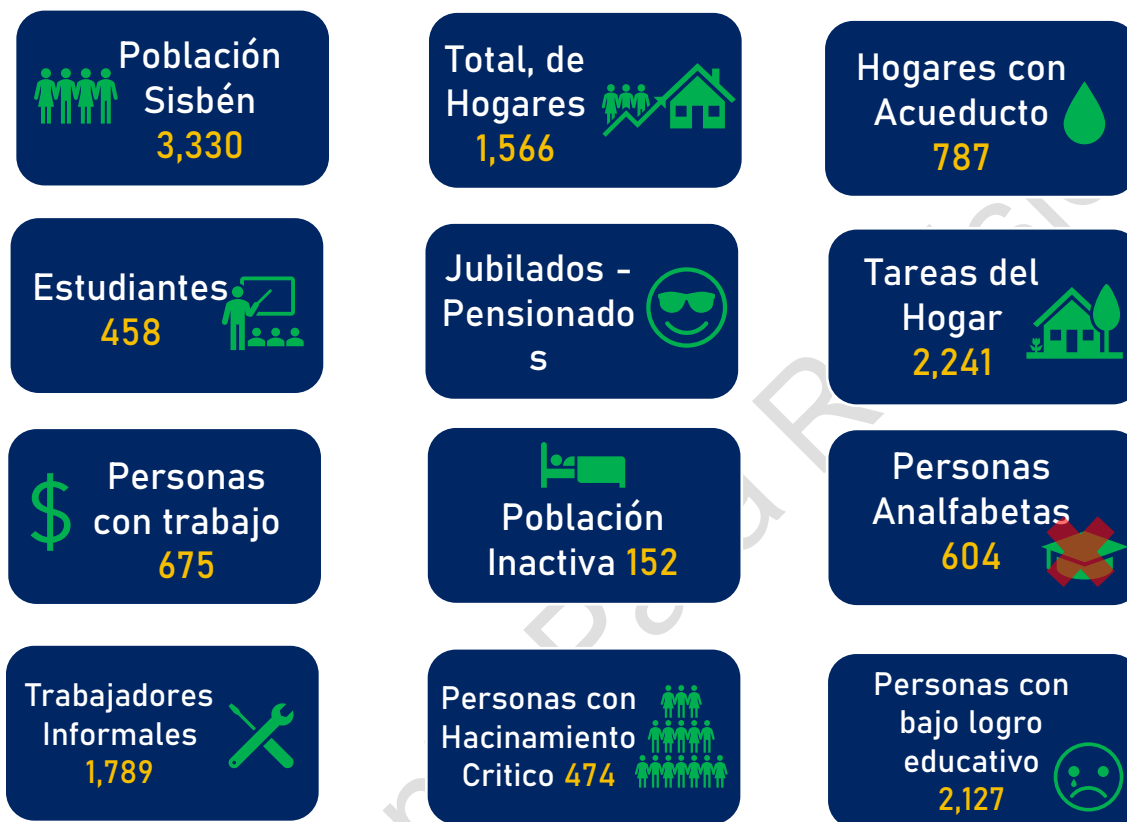 Población
Sisbén
3,330
Total, de
Hogares
1,566
Hogares con
Acueducto
787
Estudiantes
458
Jubilados -
Pensionado
s
Tareas del
Hogar
2,241
Personas
con trabajo
675
Población
Inactiva 152
Personas
Analfabetas
604
Trabajadores
Informales
1,789
Personas con
Hacinamiento
Critico 474
Personas con
bajo logro
educativo
2,127